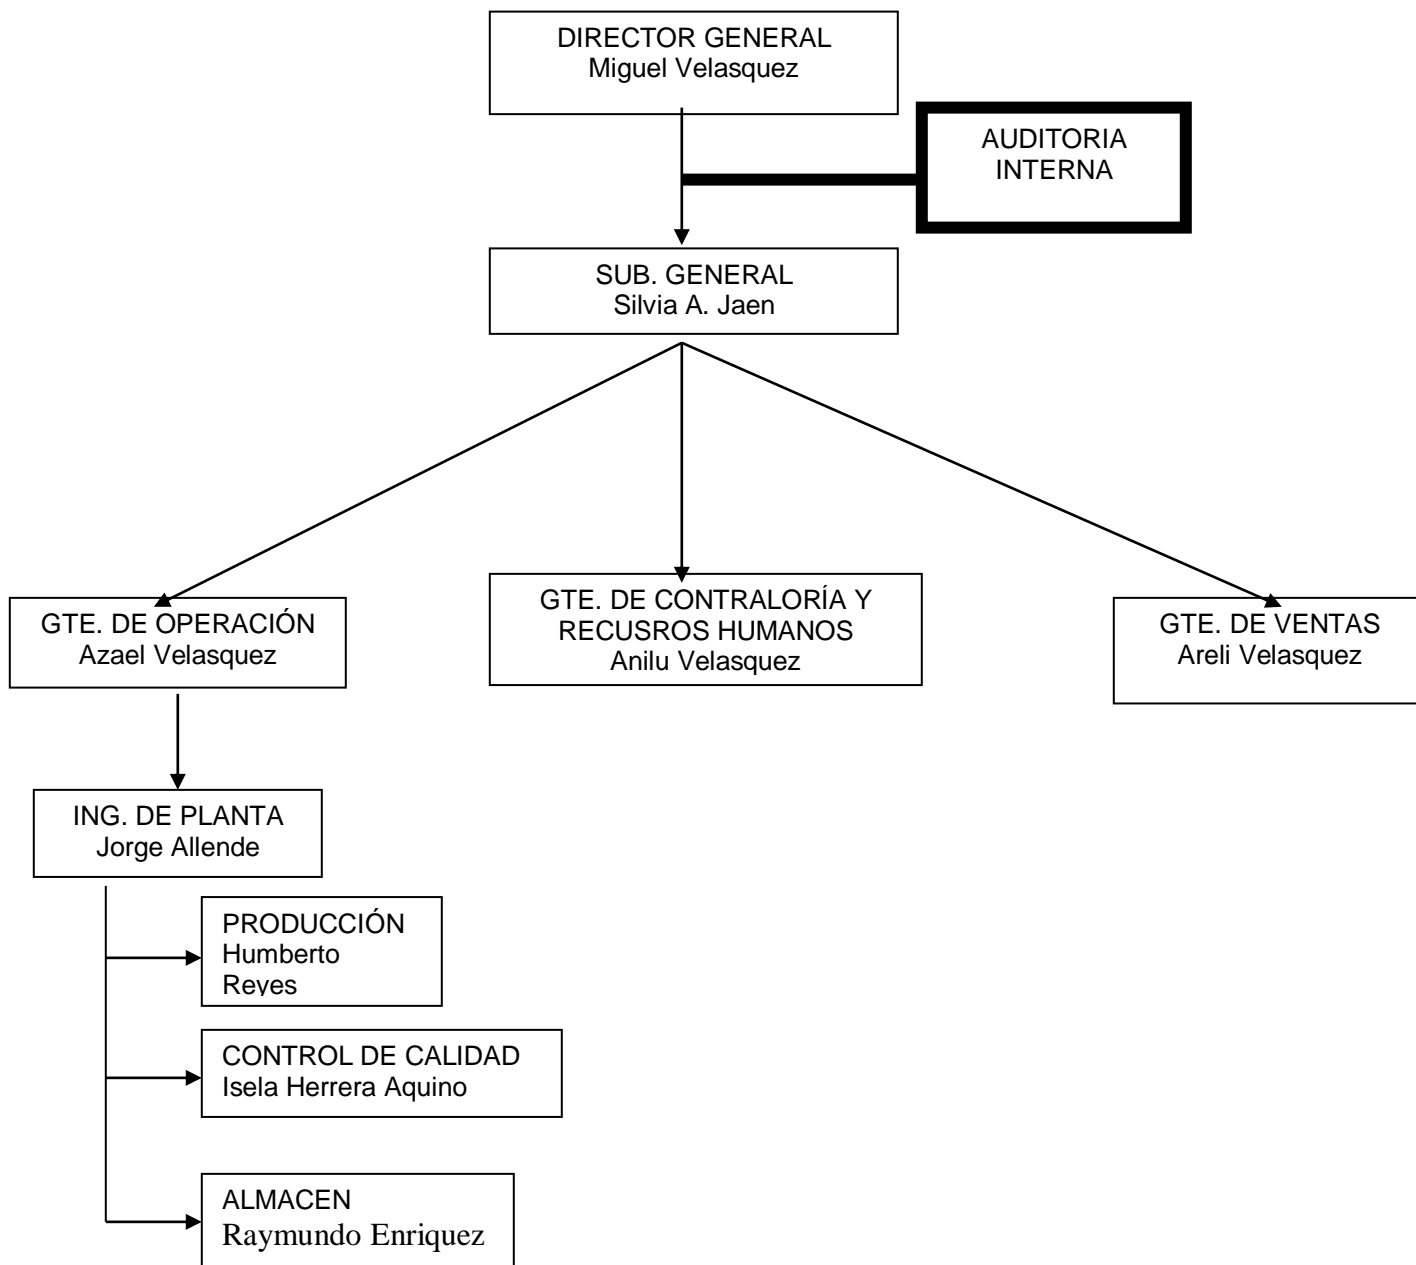 DIRECTOR GENERAL
Miguel Velasquez
AUDITORIA
INTERNA
SUB. GENERAL
Silvia A. Jaen
GTE. DE OPERACIÓN
Azael Velasquez
GTE. DE CONTRALORÍA Y
RECUSROS HUMANOS
Anilu Velasquez
GTE. DE VENTAS
Areli Velasquez
ING. DE PLANTA
Jorge Allende
PRODUCCIÓN
Humberto
Reyes
CONTROL DE CALIDAD
Isela Herrera Aquino
ALMACEN
Raymundo Enriquez